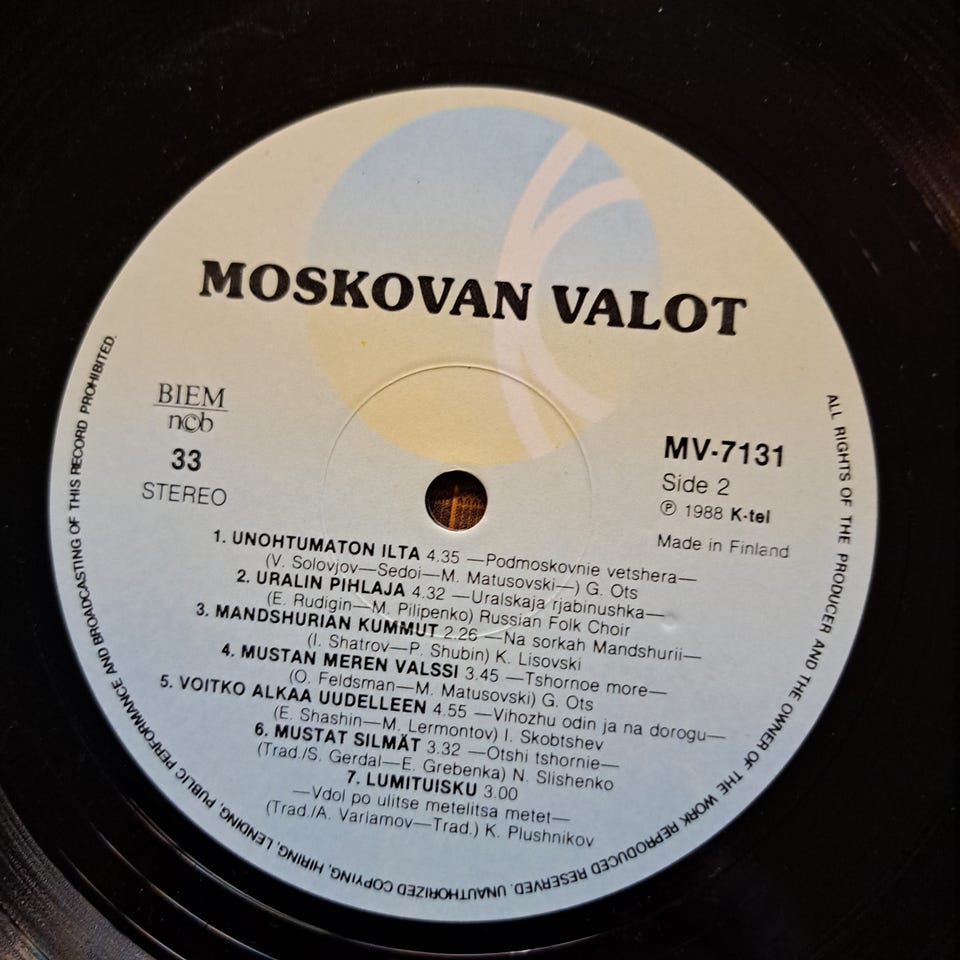 MOSKOVAN VALOT
BIEM
ncb
33
STEREO
MV-7131
Side 2
℗ 1988 K-tel
Made in Finland
1. UNOHTUMATON ILTA 4.35 —Podmoskovnie vetshera—
(V. Solovjov—Sedoi—M. Matusovski—) G. Ots
2. URALIN PIHLAJA 4.32 —Uralskaja rjabinushka—
(E. Rudigin—M. Pilipenko) Russian Folk Choir
3. MANDSHURIAN KUMMUT 2.26 —Na sorkah Mandshurii—
(I. Shatrov—P. Shubin) K. Lisovski
4. MUSTAN MEREN VALSSI 3.45 —Tshornoe more—
(O. Feldsman—M. Matusovski) G. Ots
5. VOITKO ALKAA UUDELLEEN 4.55 —Vihozhu odin ja na dorogu—
(E. Shashin—M. Lermontov) I. Skobtshev
6. MUSTAT SILMÄT 3.32 —Otshi tshornie—
(Trad./S. Gerdal—E. Grebenka) N. Slishenko
7. LUMITUISKU 3.00
—Vdol po ulitse metelitsa metet—
(Trad./A. Varlamov—Trad.) K. Plushnikov
ALL RIGHTS OF THE PRODUCER AND THE OWNER OF THE WORK REPRODUCED RESERVED. UNAUTHORIZED COPYING, HIRING, LENDING, PUBLIC PERFORMANCE AND BROADCASTING OF THIS RECORD PROHIBITED.